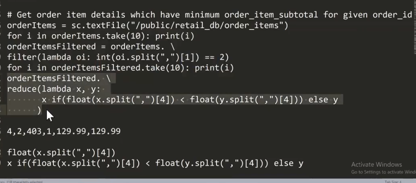 # Get order item details which have minimum order_item_subtotal for given order_id
orderItems = sc.textFile("/public/retail_db/order_items")
for i in orderItems.take(10): print(i)
orderItemsFiltered = orderItems. \
filter(lambda oi: int(oi.split(",")[1]) == 2)
for i in orderItemsFiltered.take(10): print(i)
orderItemsFiltered. \
reduce(lambda x, y:
x if(float(x.split(",")[4]) < float(y.split(",")[4])) else y
)
4,2,403,1,129.99,129.99
float(x.split(",")[4])
x if(float(x.split(",")[4]) < float(y.split(",")[4])) else y
Activate Windows
Go to Settings to activate Windows.